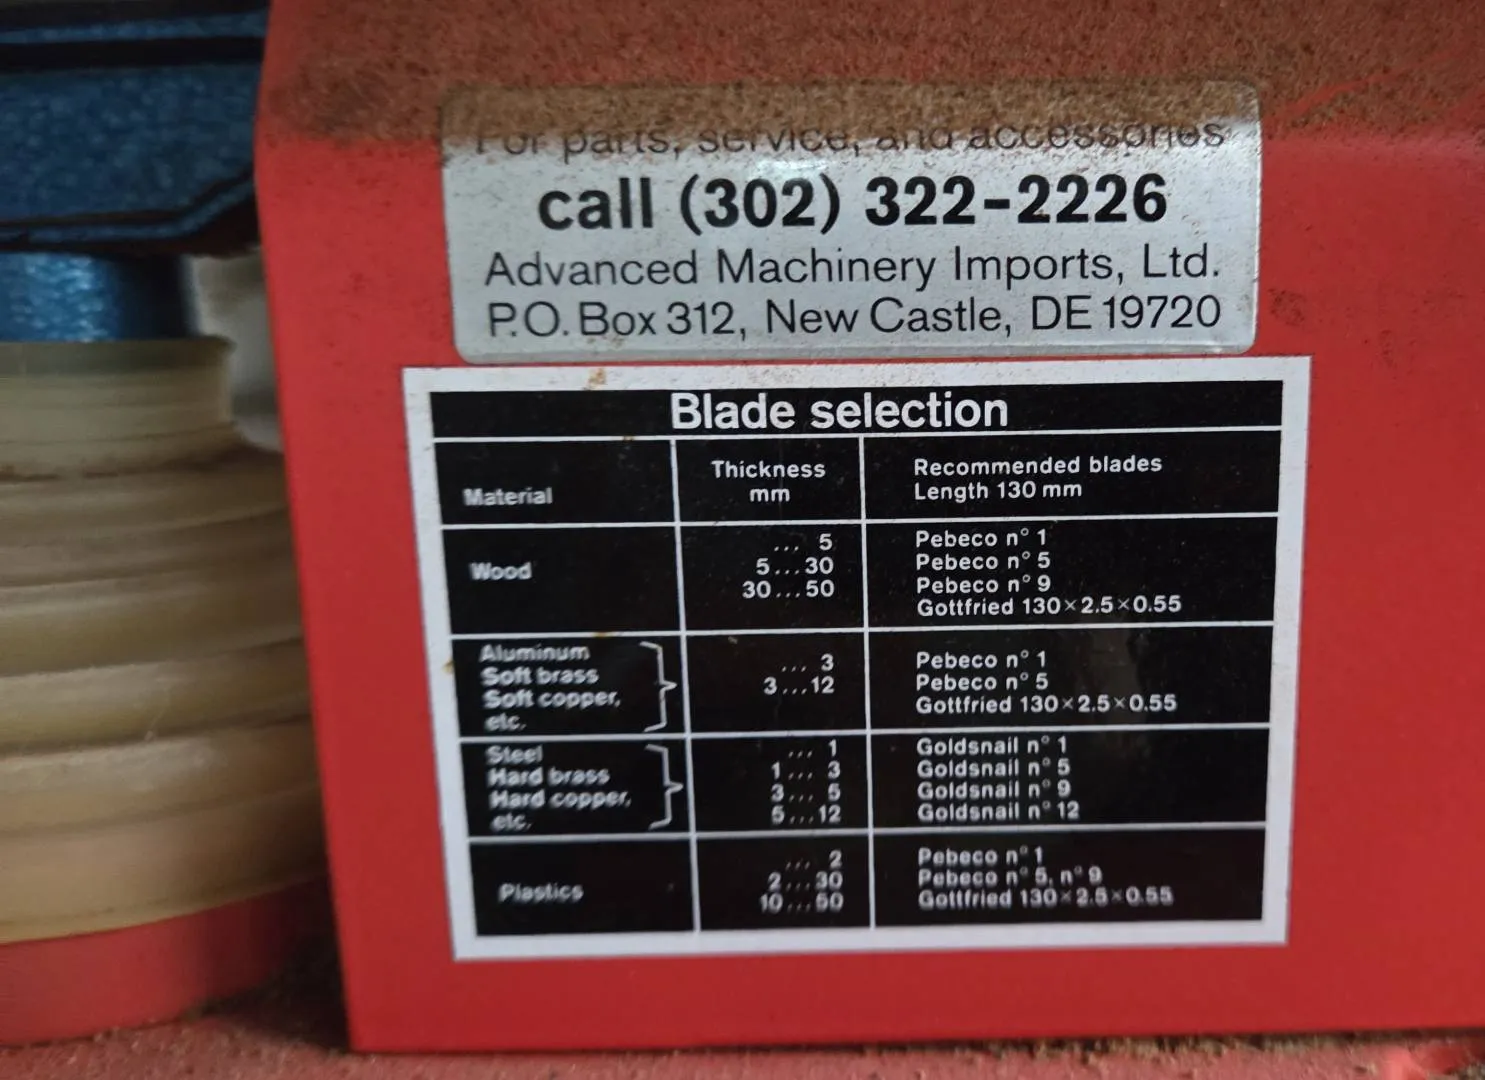 For parts, service, and accessories
call (302) 322-2226
Advanced Machinery Imports, Ltd.
P.O. Box 312, New Castle, DE 19720
Blade selection
Material Thickness mm Recommended blades Length 130 mm
Wood
... 5 Pebeco n° 1
5...30 Pebeco n° 5
30...50 Pebeco n° 9
Gottfried 130×2.5×0.55
Aluminum
Soft brass
Soft copper,
etc.
... 3 Pebeco n° 1
3...12 Pebeco n° 5
Gottfried 130×2.5×0.55
Steel
Hard brass
Hard copper,
etc.
... 1 Goldsnail n° 1
1... 3 Goldsnail n° 5
3... 5 Goldsnail n° 9
5...12 Goldsnail n° 12
Plastics
... 2 Pebeco n° 1
2...30 Pebeco n° 5, n° 9
10...50 Gottfried 130×2.5×0.55